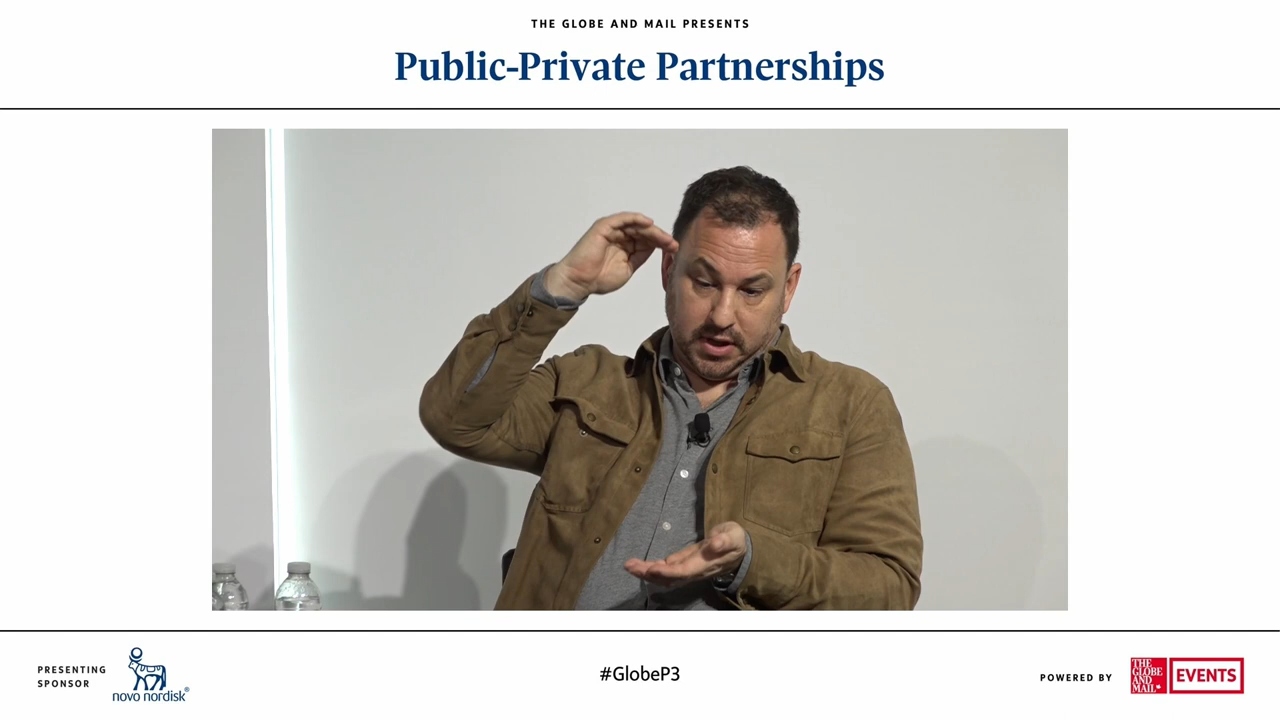 THE GLOBE AND MAIL PRESENTS
Public-Private Partnerships
PRESENTING
SPONSOR
novo nordisk®
#GlobeP3
POWERED BY
THE
GLOBE
AND
MAIL
EVENTS